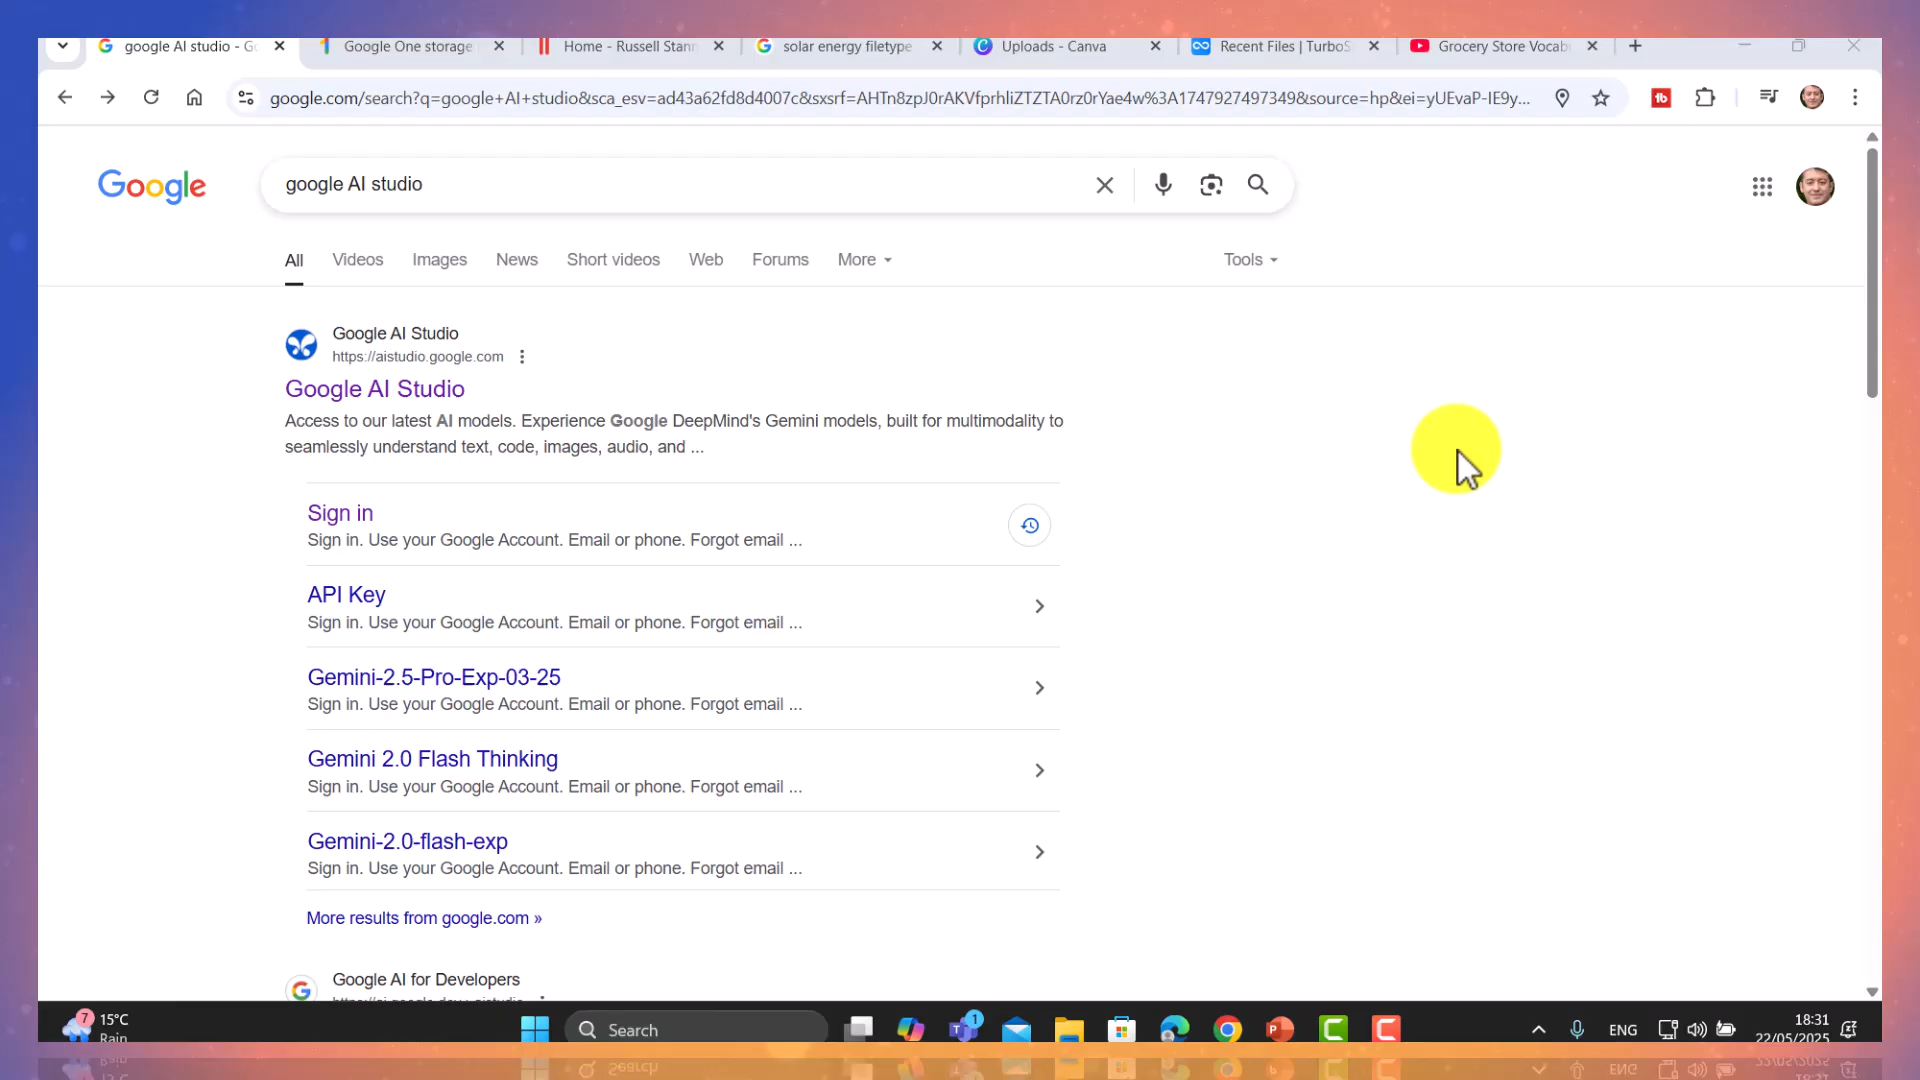 google AI studio - Go
Google One storage
Home - Russell Stann
solar energy filetype
Uploads - Canva
Recent Files | TurboS
Grocery Store Vocab
google.com/search?q=google+AI+studio&sca_esv=ad43a62fd8d4007c&sxsrf=AHTn8zpJ0rAKVfprhliZTZTA0rz0rYae4w%3A1747927497349&source=hp&ei=yUEvaP-IE9y...
tb
Google
google AI studio
All
Videos
Images
News
Short videos
Web
Forums
More
Tools
Google AI Studio
https://aistudio.google.com
Google AI Studio
Access to our latest AI models. Experience Google DeepMind's Gemini models, built for multimodality to
seamlessly understand text, code, images, audio, and ...
Sign in
Sign in. Use your Google Account. Email or phone. Forgot email ...
API Key
Sign in. Use your Google Account. Email or phone. Forgot email ...
Gemini-2.5-Pro-Exp-03-25
Sign in. Use your Google Account. Email or phone. Forgot email ...
Gemini 2.0 Flash Thinking
Sign in. Use your Google Account. Email or phone. Forgot email ...
Gemini-2.0-flash-exp
Sign in. Use your Google Account. Email or phone. Forgot email ...
More results from google.com »
Google AI for Developers
7
15°C
Rain
Search
1
ENG
18:31
22/05/2025